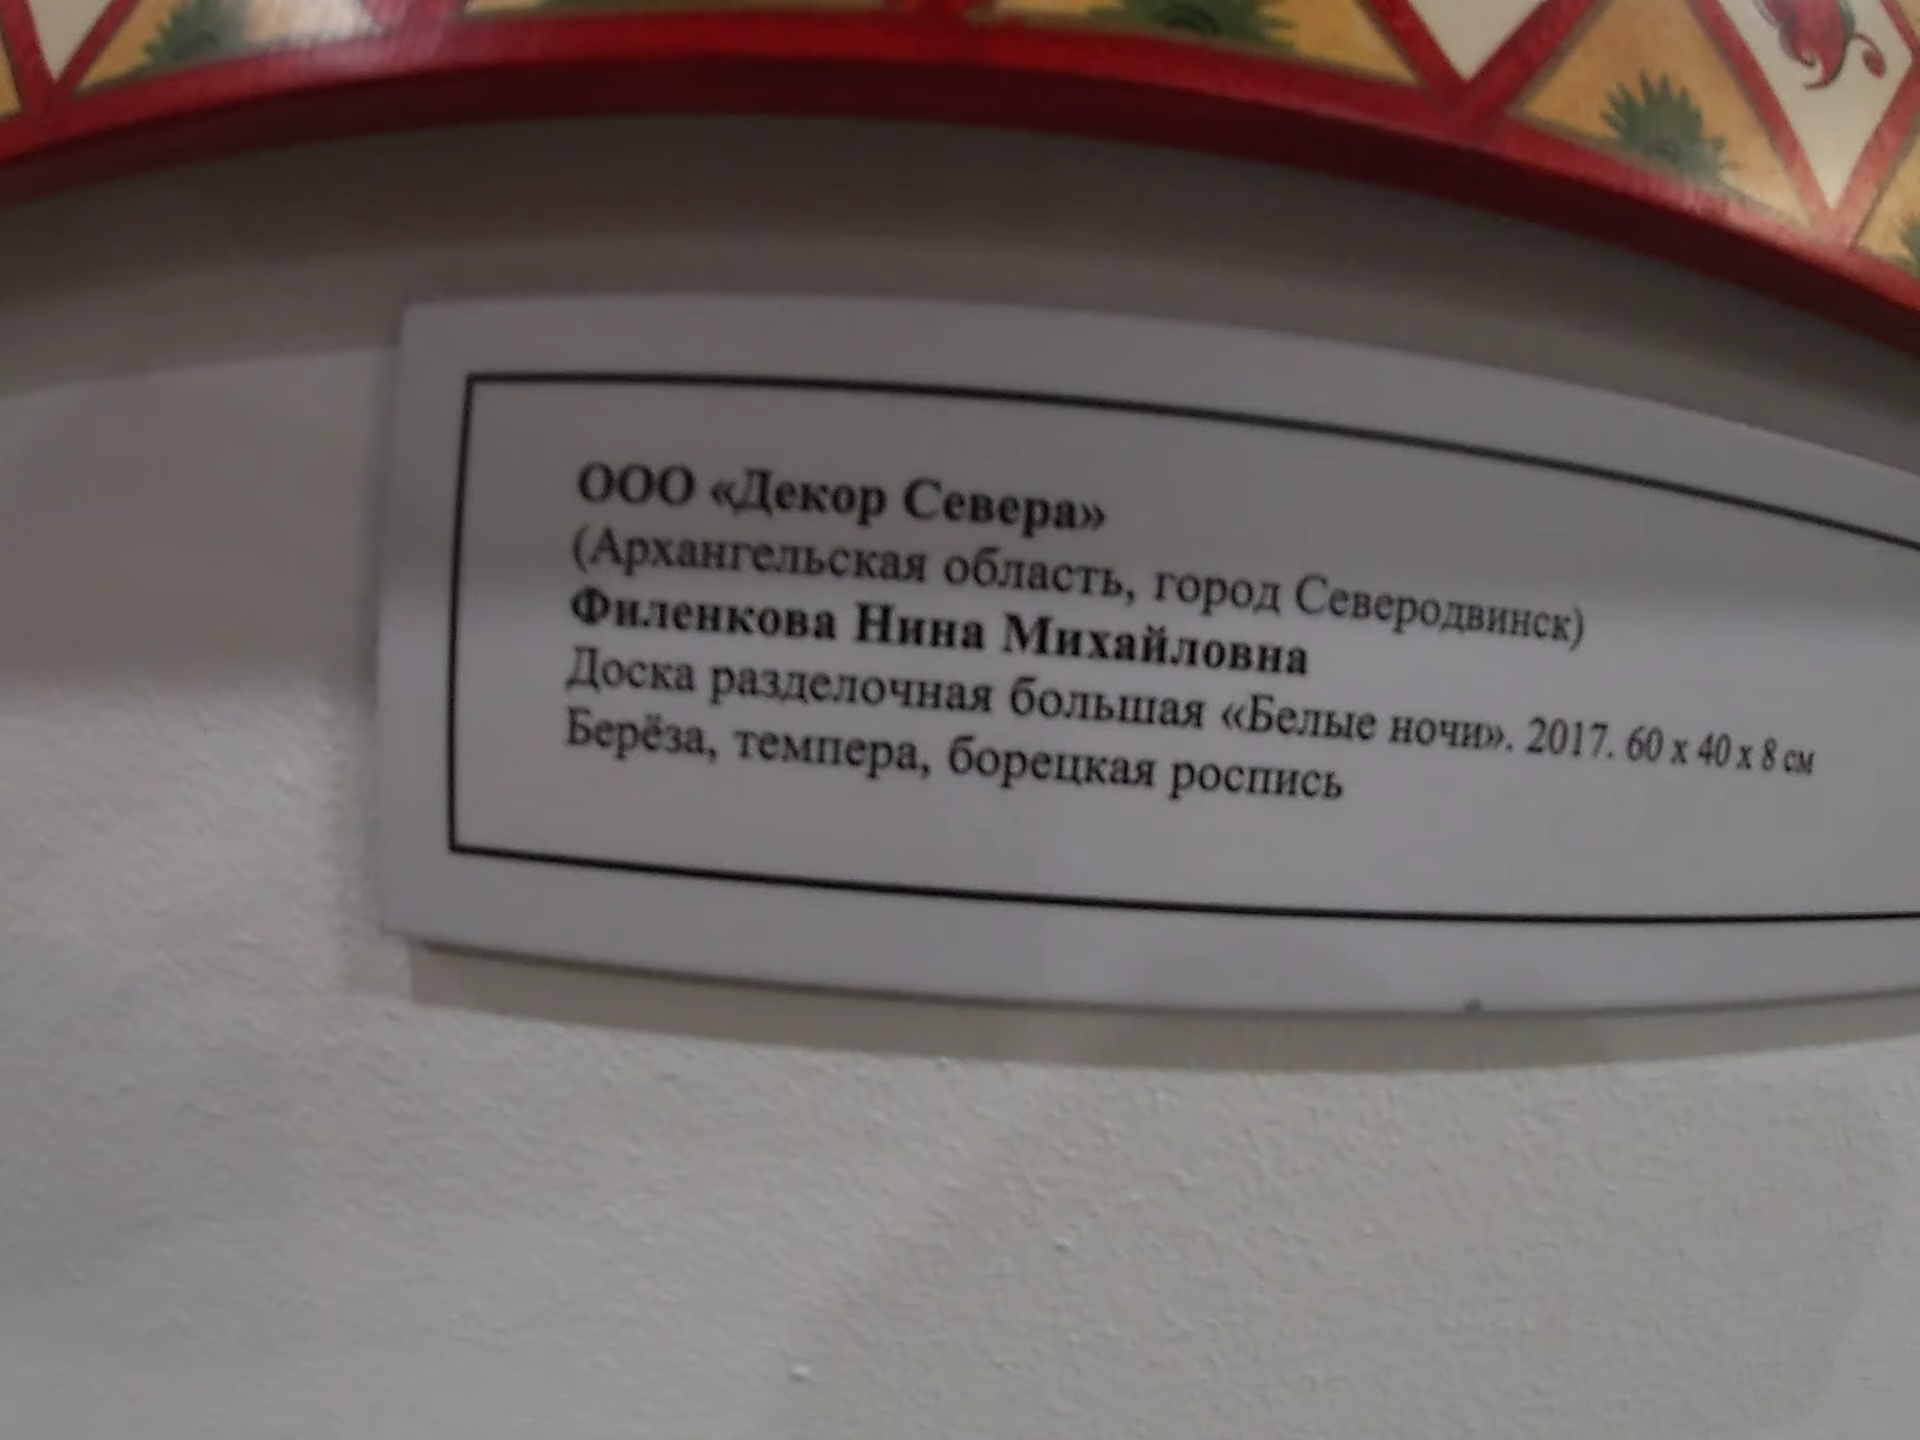 ООО «Декор Севера»
(Архангельская область, город Северодвинск)
Филенкова Нина Михайловна
Доска разделочная большая «Белые ночи». 2017. 60 х 40 х 8 см
Берёза, темпера, борецкая роспись